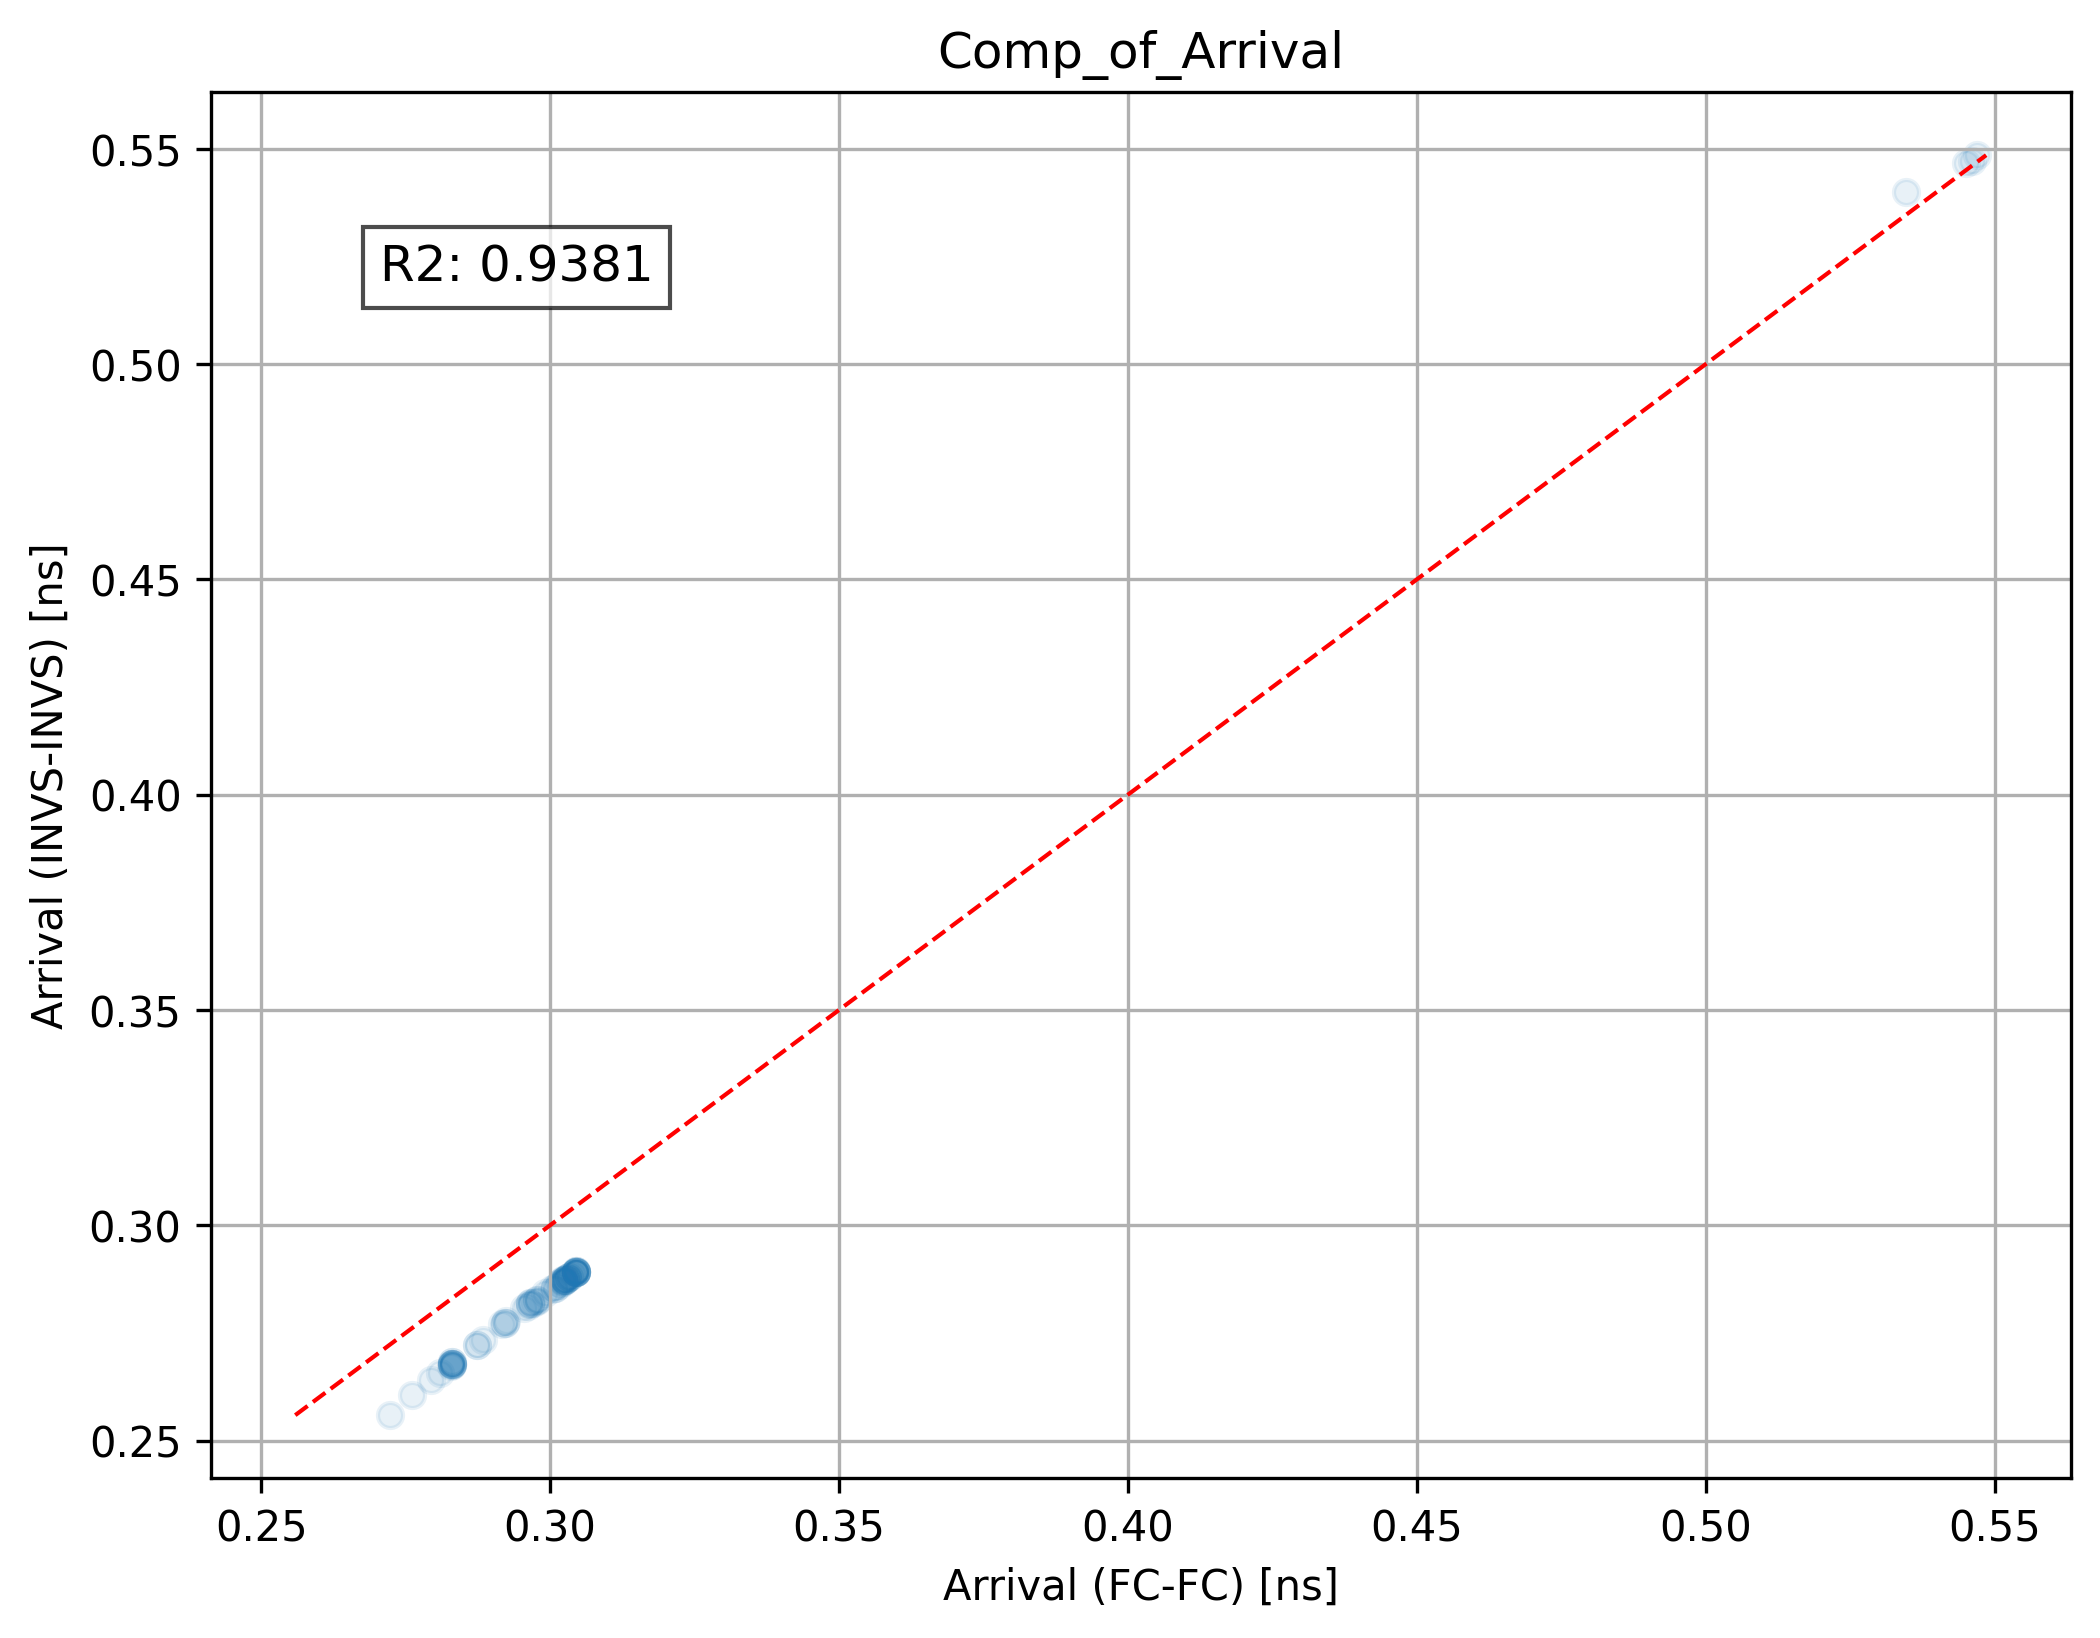 Comp_of_Arrival
R2: 0.9381
Arrival (INVS-INVS) [ns]
0.55
0.50
0.45
0.40
0.35
0.30
0.25
0.25 0.30 0.35 0.40 0.45 0.50 0.55
Arrival (FC-FC) [ns]